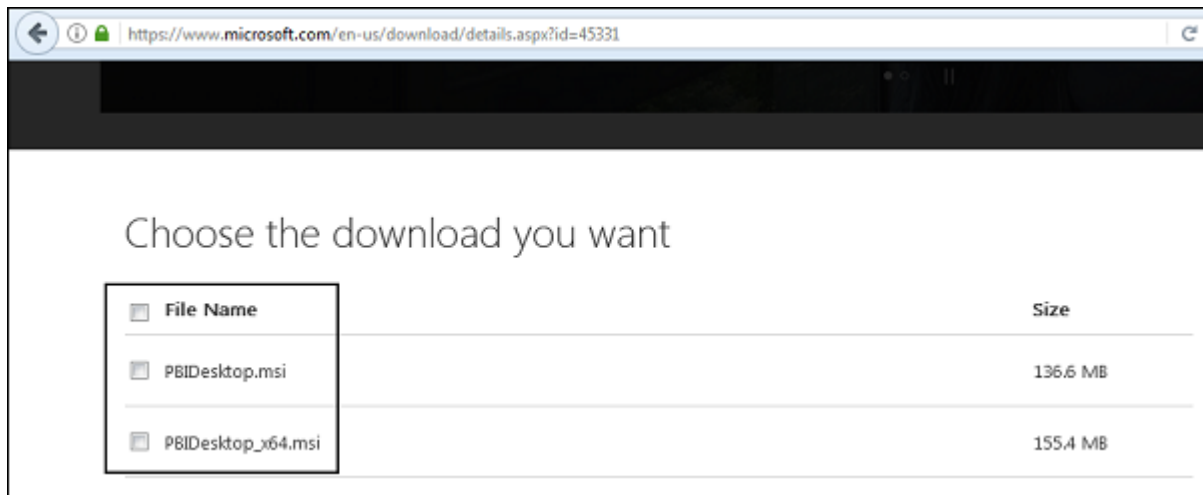 https://www.microsoft.com/en-us/download/details.aspx?id=45331
Choose the download you want
File Name Size
PBIDesktop.msi 136.6 MB
PBIDesktop_x64.msi 155.4 MB